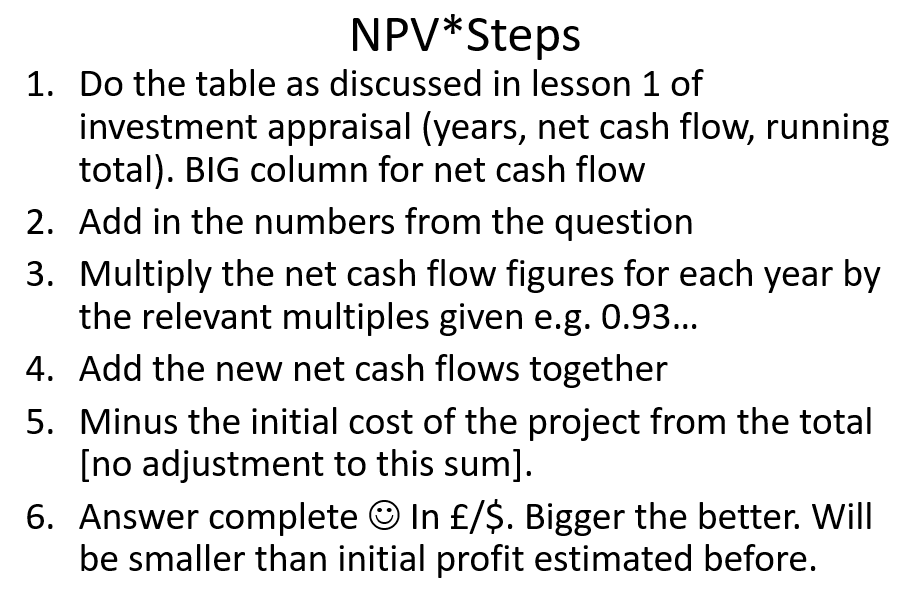 NPV*Steps
1. Do the table as discussed in lesson 1 of
investment appraisal (years, net cash flow, running
total). BIG column for net cash flow
2. Add in the numbers from the question
3. Multiply the net cash flow figures for each year by
the relevant multiples given e.g. 0.93…
4. Add the new net cash flows together
5. Minus the initial cost of the project from the total
[no adjustment to this sum].
6. Answer complete ☺ In £/$. Bigger the better. Will
be smaller than initial profit estimated before.